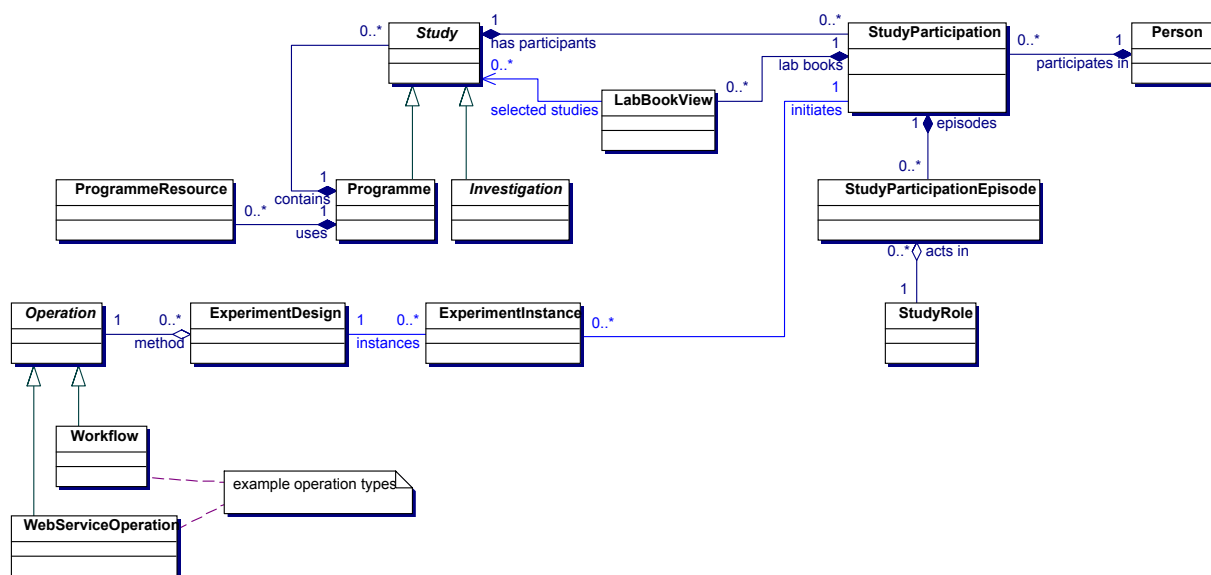 0..*
Study
1
has participants
0..*
StudyParticipation
0..*
1
Person
participates in
0..*
selected studies
LabBookView
0..*
lab books
1
1
initiates
1
episodes
0..*
ProgrammeResource
0..*
1
contains
1
uses
Programme
Investigation
StudyParticipationEpisode
0..*
acts in
1
StudyRole
Operation
1
0..*
method
ExperimentDesign
1
0..*
instances
ExperimentInstance
0..*
Workflow
example operation types
WebServiceOperation